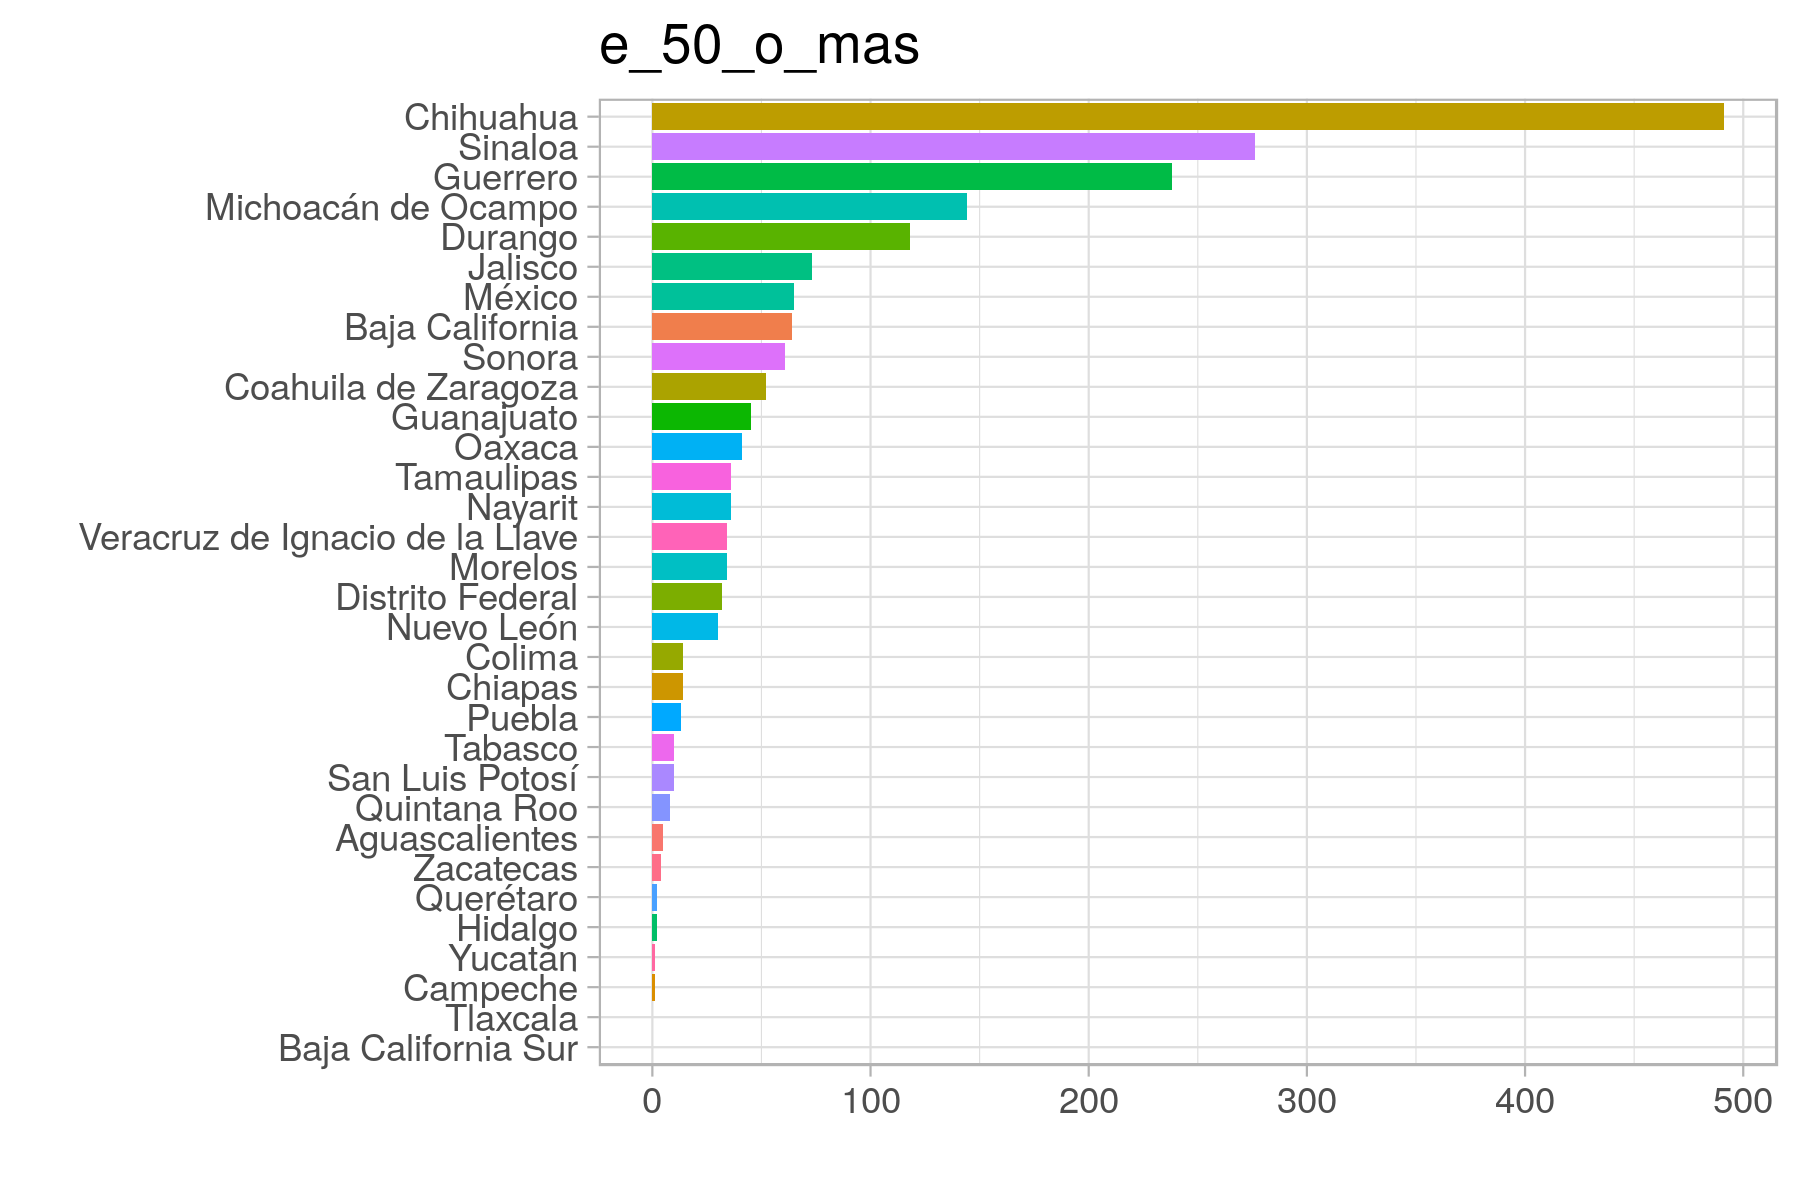 e_50_o_mas
Chihuahua
Sinaloa
Guerrero
Michoacán de Ocampo
Durango
Jalisco
México
Baja California
Sonora
Coahuila de Zaragoza
Guanajuato
Oaxaca
Tamaulipas
Nayarit
Veracruz de Ignacio de la Llave
Morelos
Distrito Federal
Nuevo León
Colima
Chiapas
Puebla
Tabasco
San Luis Potosí
Quintana Roo
Aguascalientes
Zacatecas
Querétaro
Hidalgo
Yucatán
Campeche
Tlaxcala
Baja California Sur
0 100 200 300 400 500